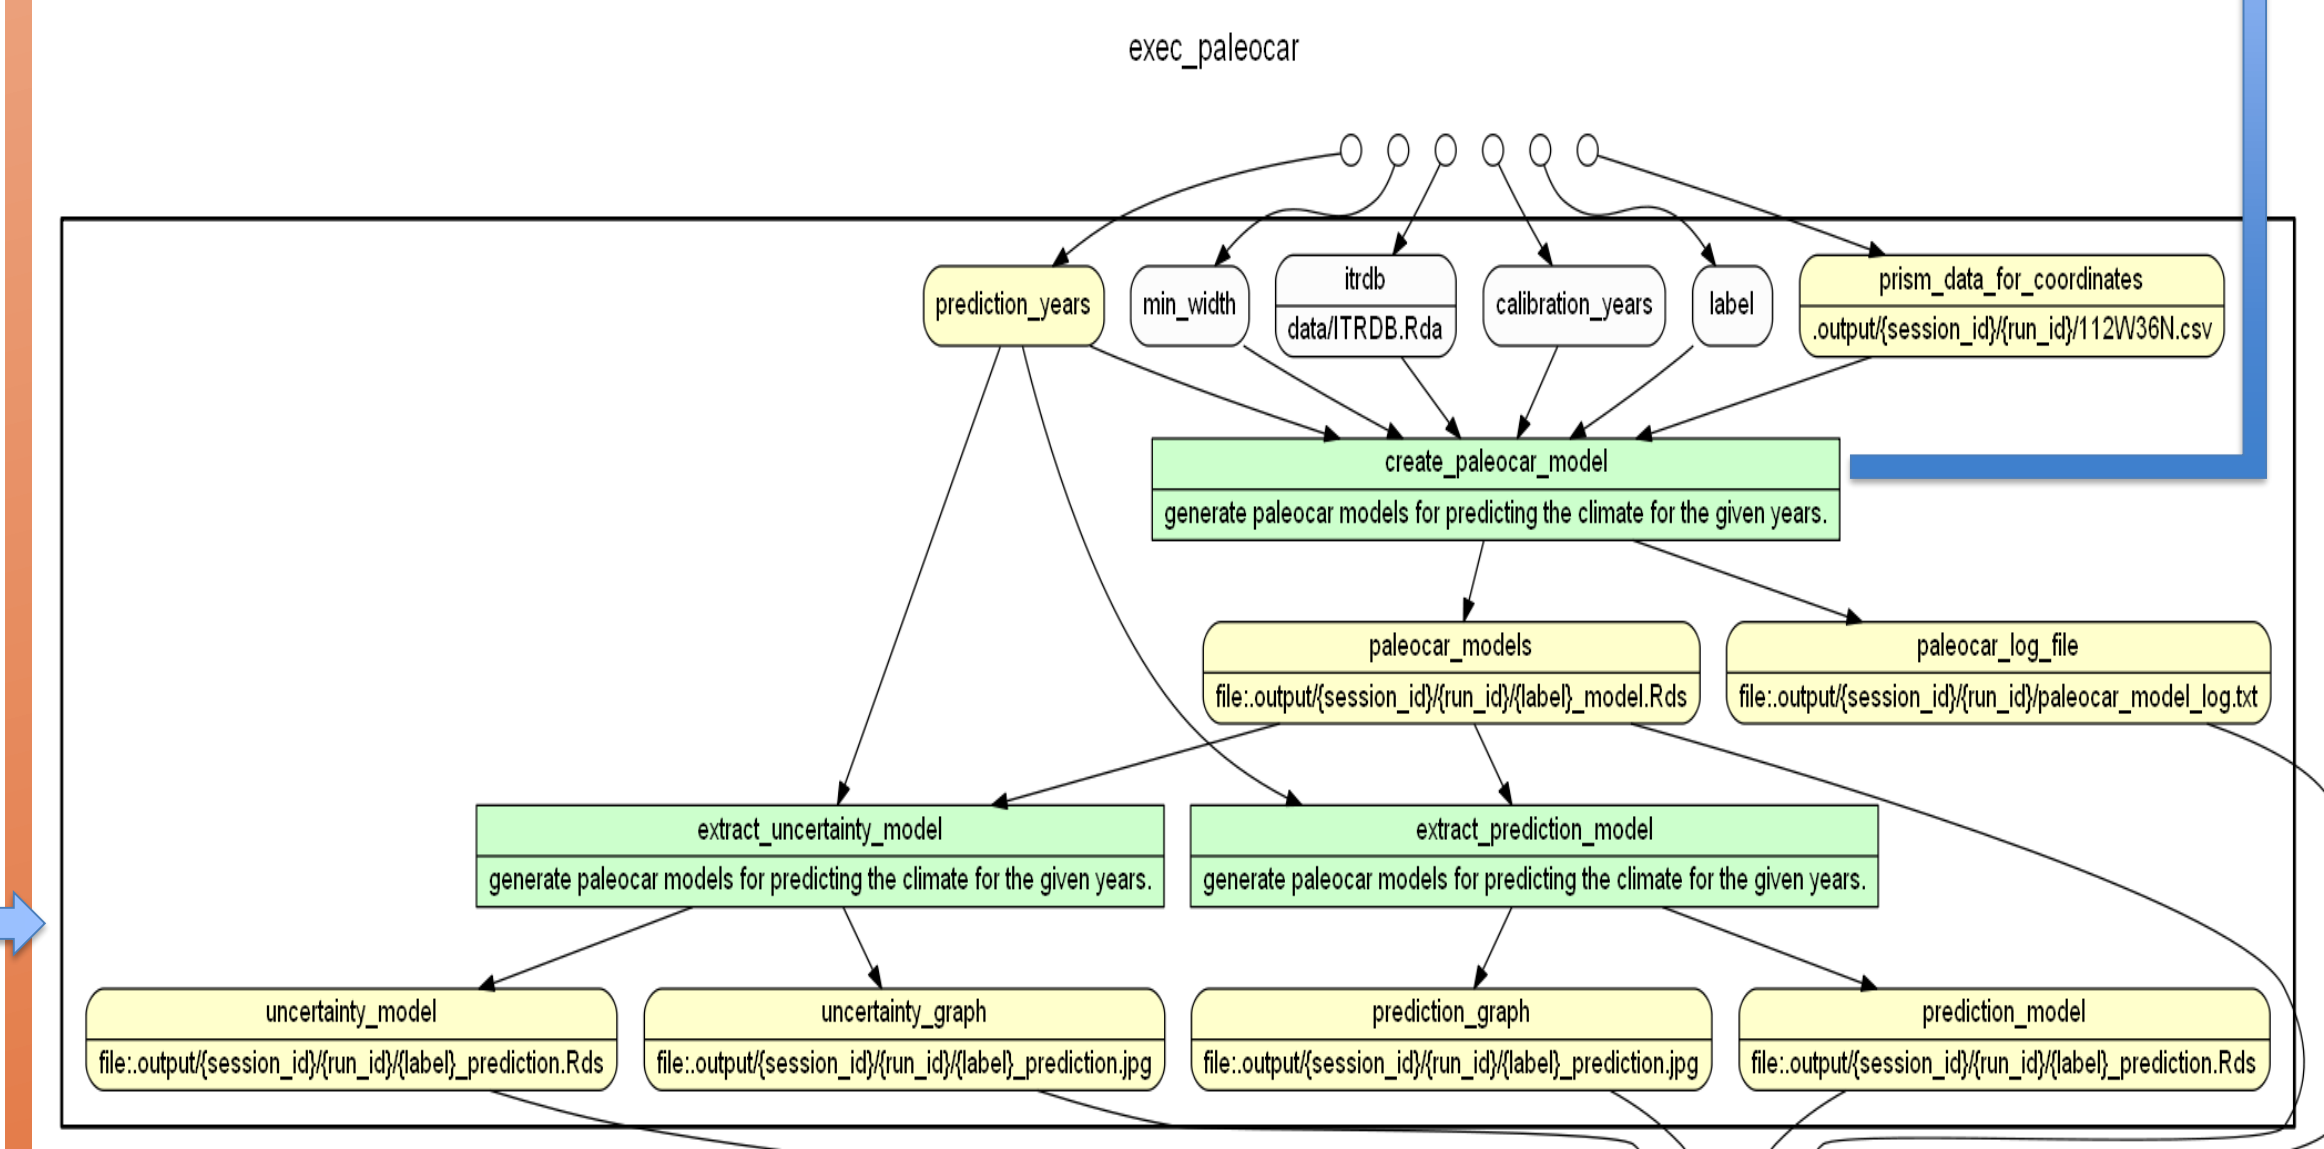 exec_paleocar
prediction_years
min_width
itrdb
data/ITRDB.Rda
calibration_years
label
prism_data_for_coordinates
.output/{session_id}/{run_id}/112W36N.csv
create_paleocar_model
generate paleocar models for predicting the climate for the given years.
paleocar_models
file:.output/{session_id}/{run_id}/{label}_model.Rds
paleocar_log_file
file:.output/{session_id}/{run_id}/paleocar_model_log.txt
extract_uncertainty_model
generate paleocar models for predicting the climate for the given years.
extract_prediction_model
generate paleocar models for predicting the climate for the given years.
uncertainty_model
file:.output/{session_id}/{run_id}/{label}_prediction.Rds
uncertainty_graph
file:.output/{session_id}/{run_id}/{label}_prediction.jpg
prediction_graph
file:.output/{session_id}/{run_id}/{label}_prediction.jpg
prediction_model
file:.output/{session_id}/{run_id}/{label}_prediction.Rds